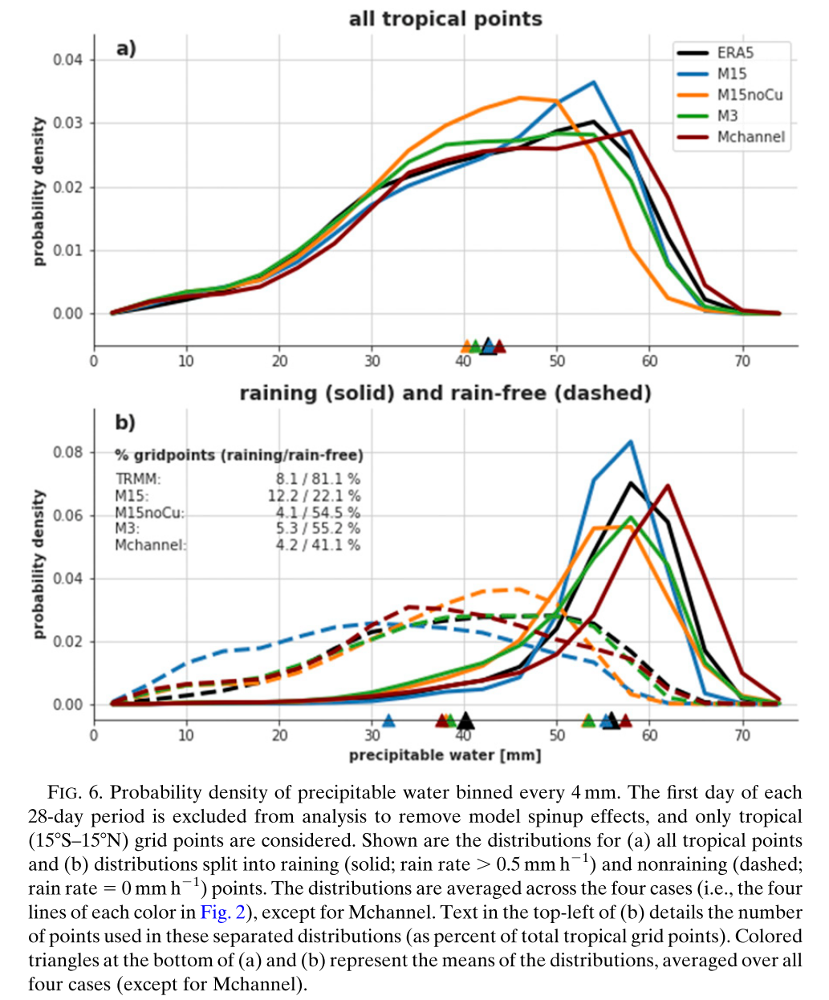 all tropical points
a)
ERA5
M15
M15noCu
M3
Mchannel
probability density
0.04
0.03
0.02
0.01
0.00
0 10 20 30 40 50 60 70
raining (solid) and rain-free (dashed)
b)
% gridpoints (raining/rain-free)
TRMM: 8.1 / 81.1 %
M15: 12.2 / 22.1 %
M15noCu: 4.1 / 54.5 %
M3: 5.3 / 55.2 %
Mchannel: 4.2 / 41.1 %
probability density
0.08
0.06
0.04
0.02
0.00
0 10 20 30 40 50 60 70
precipitable water [mm]
FIG. 6. Probability density of precipitable water binned every 4 mm. The first day of each
28-day period is excluded from analysis to remove model spinup effects, and only tropical
(15°S–15°N) grid points are considered. Shown are the distributions for (a) all tropical points
and (b) distributions split into raining (solid; rain rate > 0.5 mm h⁻¹) and nonraining (dashed;
rain rate = 0 mm h⁻¹) points. The distributions are averaged across the four cases (i.e., the four
lines of each color in Fig. 2), except for Mchannel. Text in the top-left of (b) details the number
of points used in these separated distributions (as percent of total tropical grid points). Colored
triangles at the bottom of (a) and (b) represent the means of the distributions, averaged over all
four cases (except for Mchannel).